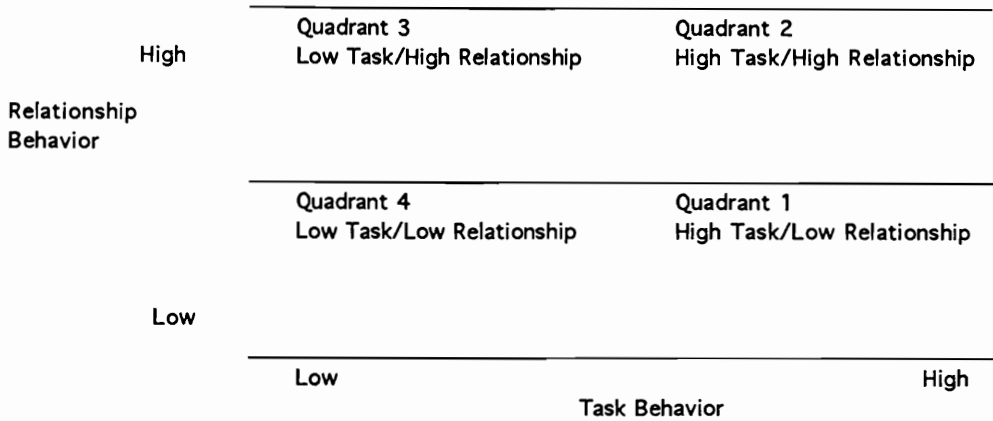 Quadrant 3
Quadrant 2
High
Low Task/High Relationship
High Task/High Relationship
Relationship
Behavior
Quadrant 4
Quadrant 1
Low Task/Low Relationship
High Task/Low Relationship
Low
Low
High
Task Behavior